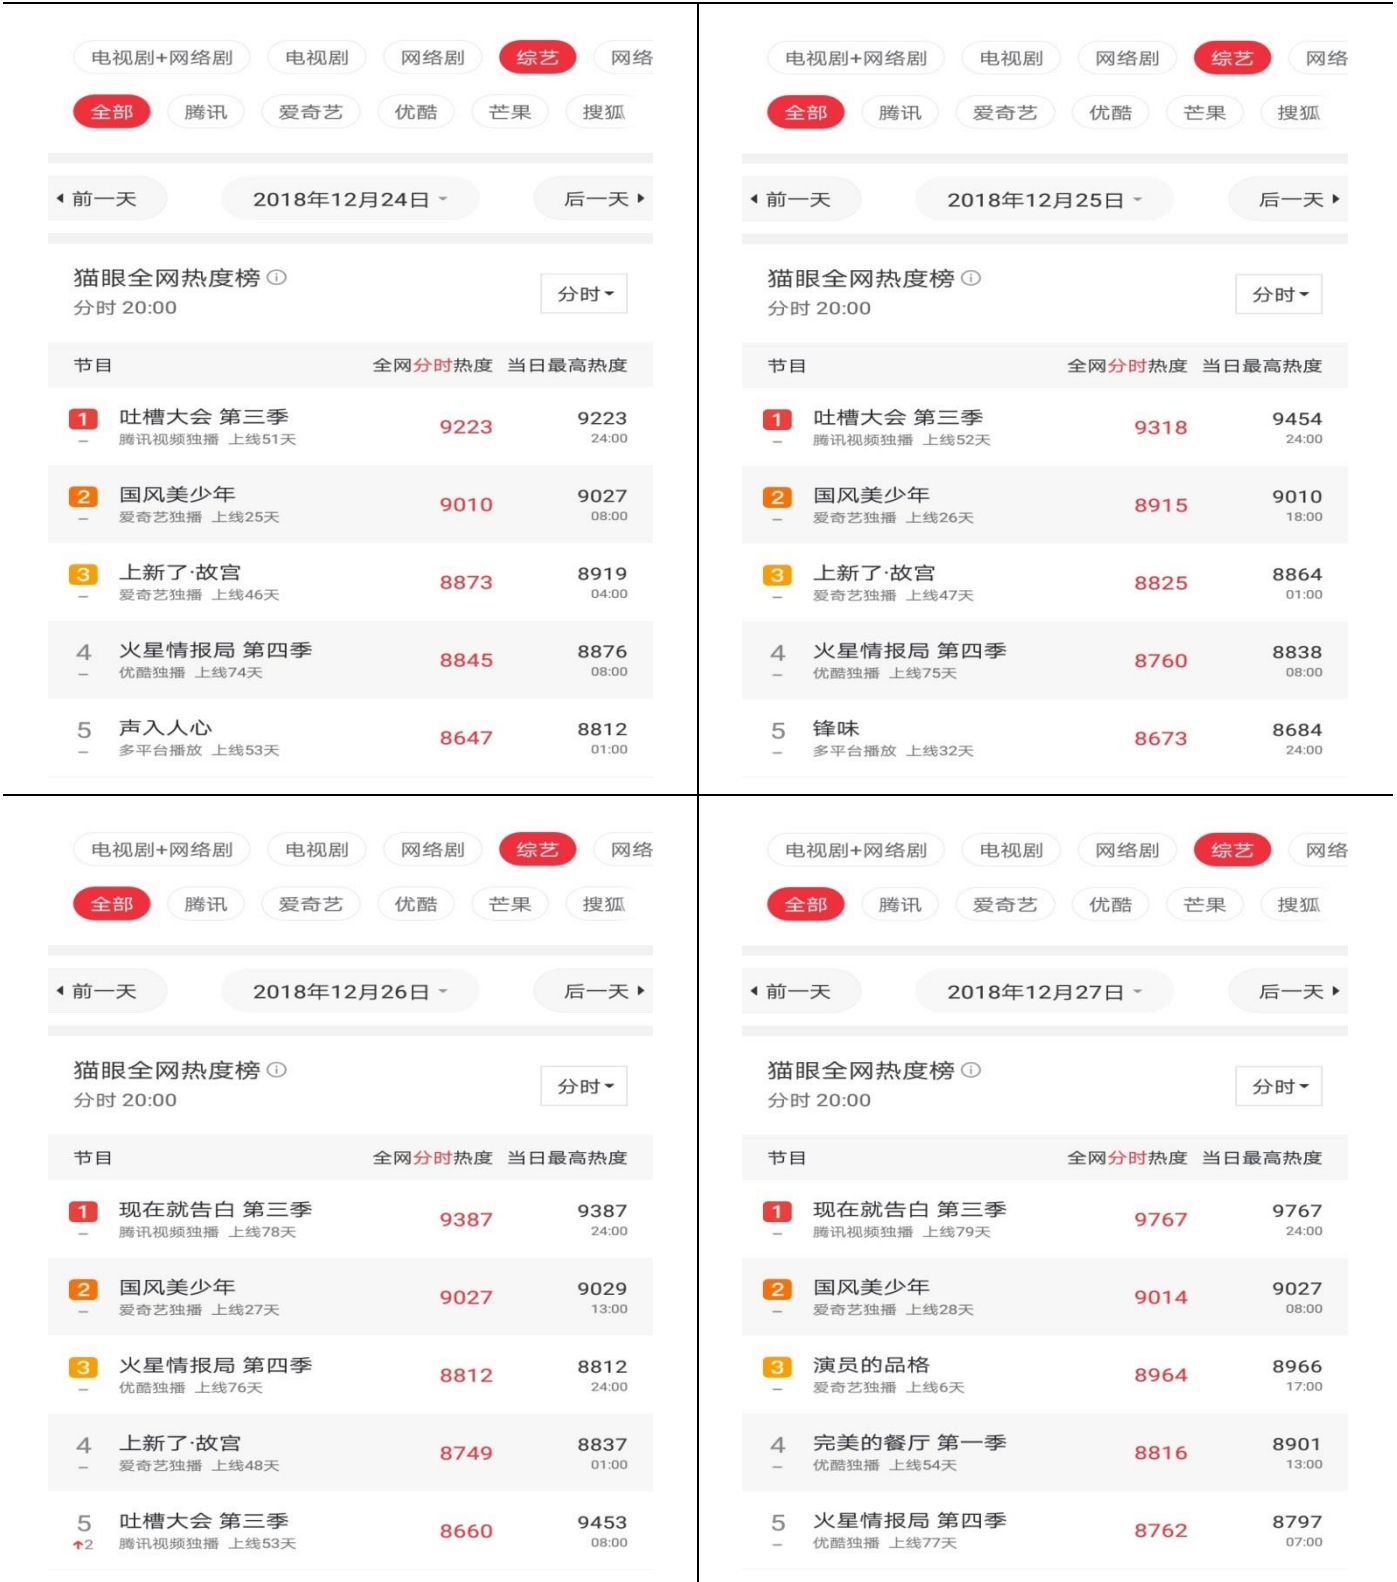 电视剧+网络剧 电视剧 网络剧 综艺 网络
全部 腾讯 爱奇艺 优酷 芒果 搜狐
前一天 2018年12月24日 后一天
猫眼全网热度榜
分时 20:00
分时
节目 全网分时热度 当日最高热度
1 吐槽大会 第三季 9223 9223
– 腾讯视频独播 上线51天 24:00
2 国风美少年 9010 9027
– 爱奇艺独播 上线25天 08:00
3 上新了·故宫 8873 8919
– 爱奇艺独播 上线46天 04:00
4 火星情报局 第四季 8845 8876
– 优酷独播 上线74天 08:00
5 声入人心 8647 8812
– 多平台播放 上线53天 01:00
电视剧+网络剧 电视剧 网络剧 综艺 网络
全部 腾讯 爱奇艺 优酷 芒果 搜狐
前一天 2018年12月25日 后一天
猫眼全网热度榜
分时 20:00
分时
节目 全网分时热度 当日最高热度
1 吐槽大会 第三季 9318 9454
– 腾讯视频独播 上线52天 24:00
2 国风美少年 8915 9010
– 爱奇艺独播 上线26天 18:00
3 上新了·故宫 8825 8864
– 爱奇艺独播 上线47天 01:00
4 火星情报局 第四季 8760 8838
– 优酷独播 上线75天 08:00
5 锋味 8673 8684
– 多平台播放 上线32天 24:00
电视剧+网络剧 电视剧 网络剧 综艺 网络
全部 腾讯 爱奇艺 优酷 芒果 搜狐
前一天 2018年12月26日 后一天
猫眼全网热度榜
分时 20:00
分时
节目 全网分时热度 当日最高热度
1 现在就告白 第三季 9387 9387
– 腾讯视频独播 上线78天 24:00
2 国风美少年 9027 9029
– 爱奇艺独播 上线27天 13:00
3 火星情报局 第四季 8812 8812
– 优酷独播 上线76天 24:00
4 上新了·故宫 8749 8837
– 爱奇艺独播 上线48天 01:00
5 吐槽大会 第三季 8660 9453
↑2 腾讯视频独播 上线53天 08:00
电视剧+网络剧 电视剧 网络剧 综艺 网络
全部 腾讯 爱奇艺 优酷 芒果 搜狐
前一天 2018年12月27日 后一天
猫眼全网热度榜
分时 20:00
分时
节目 全网分时热度 当日最高热度
1 现在就告白 第三季 9767 9767
– 腾讯视频独播 上线79天 24:00
2 国风美少年 9014 9027
– 爱奇艺独播 上线28天 08:00
3 演员的品格 8964 8966
– 爱奇艺独播 上线6天 17:00
4 完美的餐厅 第一季 8816 8901
– 优酷独播 上线54天 13:00
5 火星情报局 第四季 8762 8797
– 优酷独播 上线77天 07:00